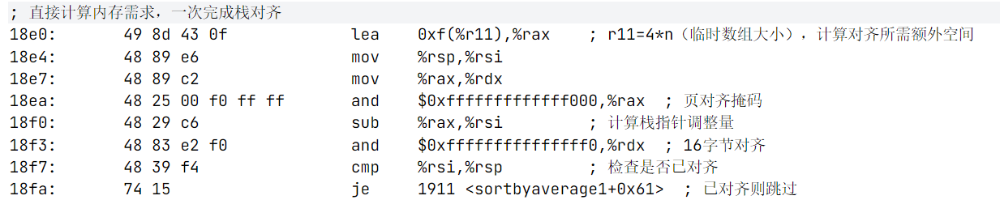 ; 直接计算内存需求，一次完成栈对齐
18e0: 49 8d 43 0f lea 0xf(%r11),%rax ; r11=4*n（临时数组大小），计算对齐所需额外空间
18e4: 48 89 e6 mov %rsp,%rsi
18e7: 48 89 c2 mov %rax,%rdx
18ea: 48 25 00 f0 ff ff and $0xfffffffffffff000,%rax ; 页对齐掩码
18f0: 48 29 c6 sub %rax,%rsi ; 计算栈指针调整量
18f3: 48 83 e2 f0 and $0xfffffffffffffff0,%rdx ; 16字节对齐
18f7: 48 39 f4 cmp %rsi,%rsp ; 检查是否已对齐
18fa: 74 15 je 1911 <sortbyaverage1+0x61> ; 已对齐则跳过